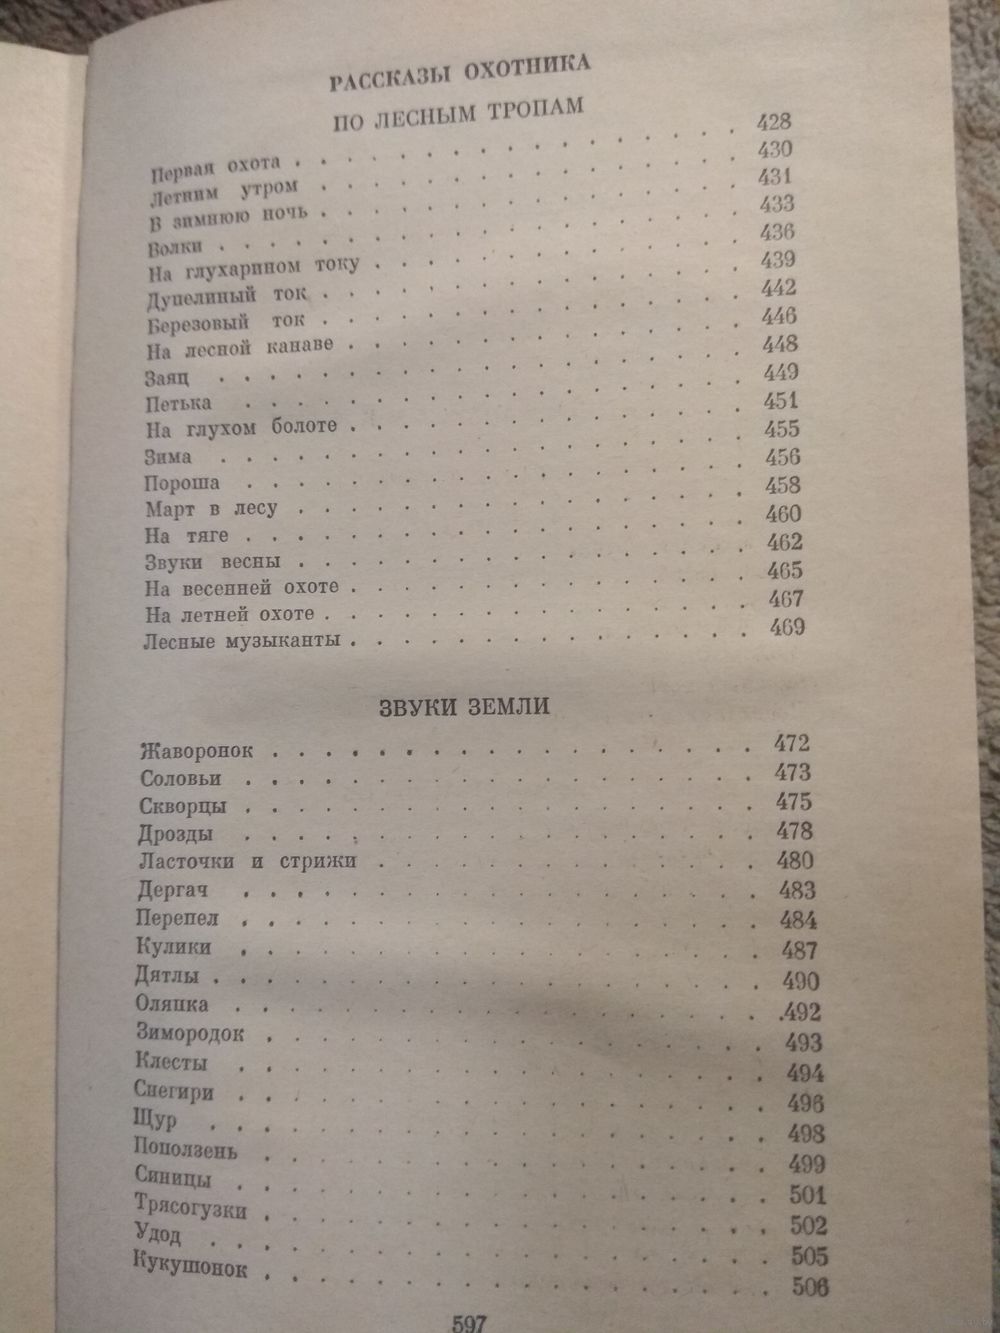 РАССКАЗЫ ОХОТНИКА
ПО ЛЕСНЫМ ТРОПАМ
Первая охота . . . . . . . . . . . . . . . . . 428
Летним утром . . . . . . . . . . . . . . . . 430
В зимнюю ночь . . . . . . . . . . . . . . . . 431
Волки . . . . . . . . . . . . . . . . . . . . 433
На глухарином току . . . . . . . . . . . . . . 436
Дупелиный ток . . . . . . . . . . . . . . . . 439
Березовый ток . . . . . . . . . . . . . . . . 442
На лесной канаве . . . . . . . . . . . . . . . 446
Заяц . . . . . . . . . . . . . . . . . . . . 448
Петька . . . . . . . . . . . . . . . . . . . 449
На глухом болоте . . . . . . . . . . . . . . . 451
Зима . . . . . . . . . . . . . . . . . . . . 455
Пороша . . . . . . . . . . . . . . . . . . . 456
Март в лесу . . . . . . . . . . . . . . . . . 458
На тяге . . . . . . . . . . . . . . . . . . . 460
Звуки весны . . . . . . . . . . . . . . . . . 462
На весенней охоте . . . . . . . . . . . . . . . 465
На летней охоте . . . . . . . . . . . . . . . . 467
Лесные музыканты . . . . . . . . . . . . . . . 469
ЗВУКИ ЗЕМЛИ
Жаворонок . . . . . . . . . . . . . . . . . . 472
Соловьи . . . . . . . . . . . . . . . . . . . 473
Скворцы . . . . . . . . . . . . . . . . . . . 475
Дрозды . . . . . . . . . . . . . . . . . . . 478
Ласточки и стрижи . . . . . . . . . . . . . . 480
Дергач . . . . . . . . . . . . . . . . . . . 483
Перепел . . . . . . . . . . . . . . . . . . . 484
Кулики . . . . . . . . . . . . . . . . . . . 487
Дятлы . . . . . . . . . . . . . . . . . . . . 490
Оляпка . . . . . . . . . . . . . . . . . . . .492
Зимородок . . . . . . . . . . . . . . . . . . 493
Клесты . . . . . . . . . . . . . . . . . . . 494
Снегири . . . . . . . . . . . . . . . . . . . 496
Щур . . . . . . . . . . . . . . . . . . . . 498
Поползень . . . . . . . . . . . . . . . . . . 499
Синицы . . . . . . . . . . . . . . . . . . . 501
Трясогузки . . . . . . . . . . . . . . . . . . 502
Удод . . . . . . . . . . . . . . . . . . . . 505
Кукушонок . . . . . . . . . . . . . . . . . . 506
597